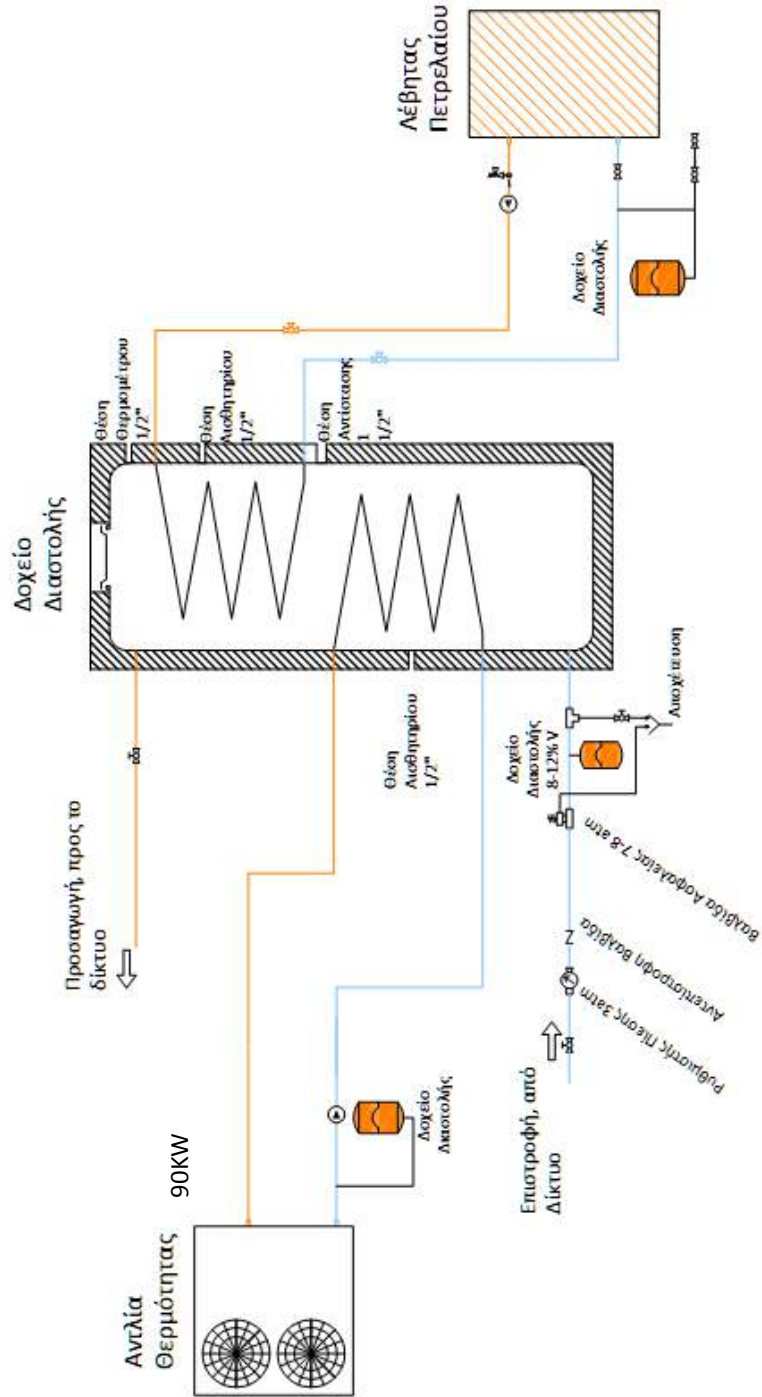 Λέβητας
Πετρελαίου
Δοχείο
Διαστολής
Θέση
Θερμομέτρου
1/2"
Θέση
Αισθητηρίου
1/2"
Θέση
Αντίστασης
1
1/2"
Δοχείο
Διαστολής
Θέση
Αισθητηρίου
1/2"
Δοχείο
Διαστολής
8-12% V
Αποχέτευση
Βαλβίδα Ασφαλείας 7-8 atm
Αντεπίστροφη Βαλβίδα
Ρυθμιστής Πίεσης 3atm
Προσαγωγή, προς το
δίκτυο
Επιστροφή, από
Δίκτυο
Δοχείο
Διαστολής
90KW
Αντλία
Θερμότητας